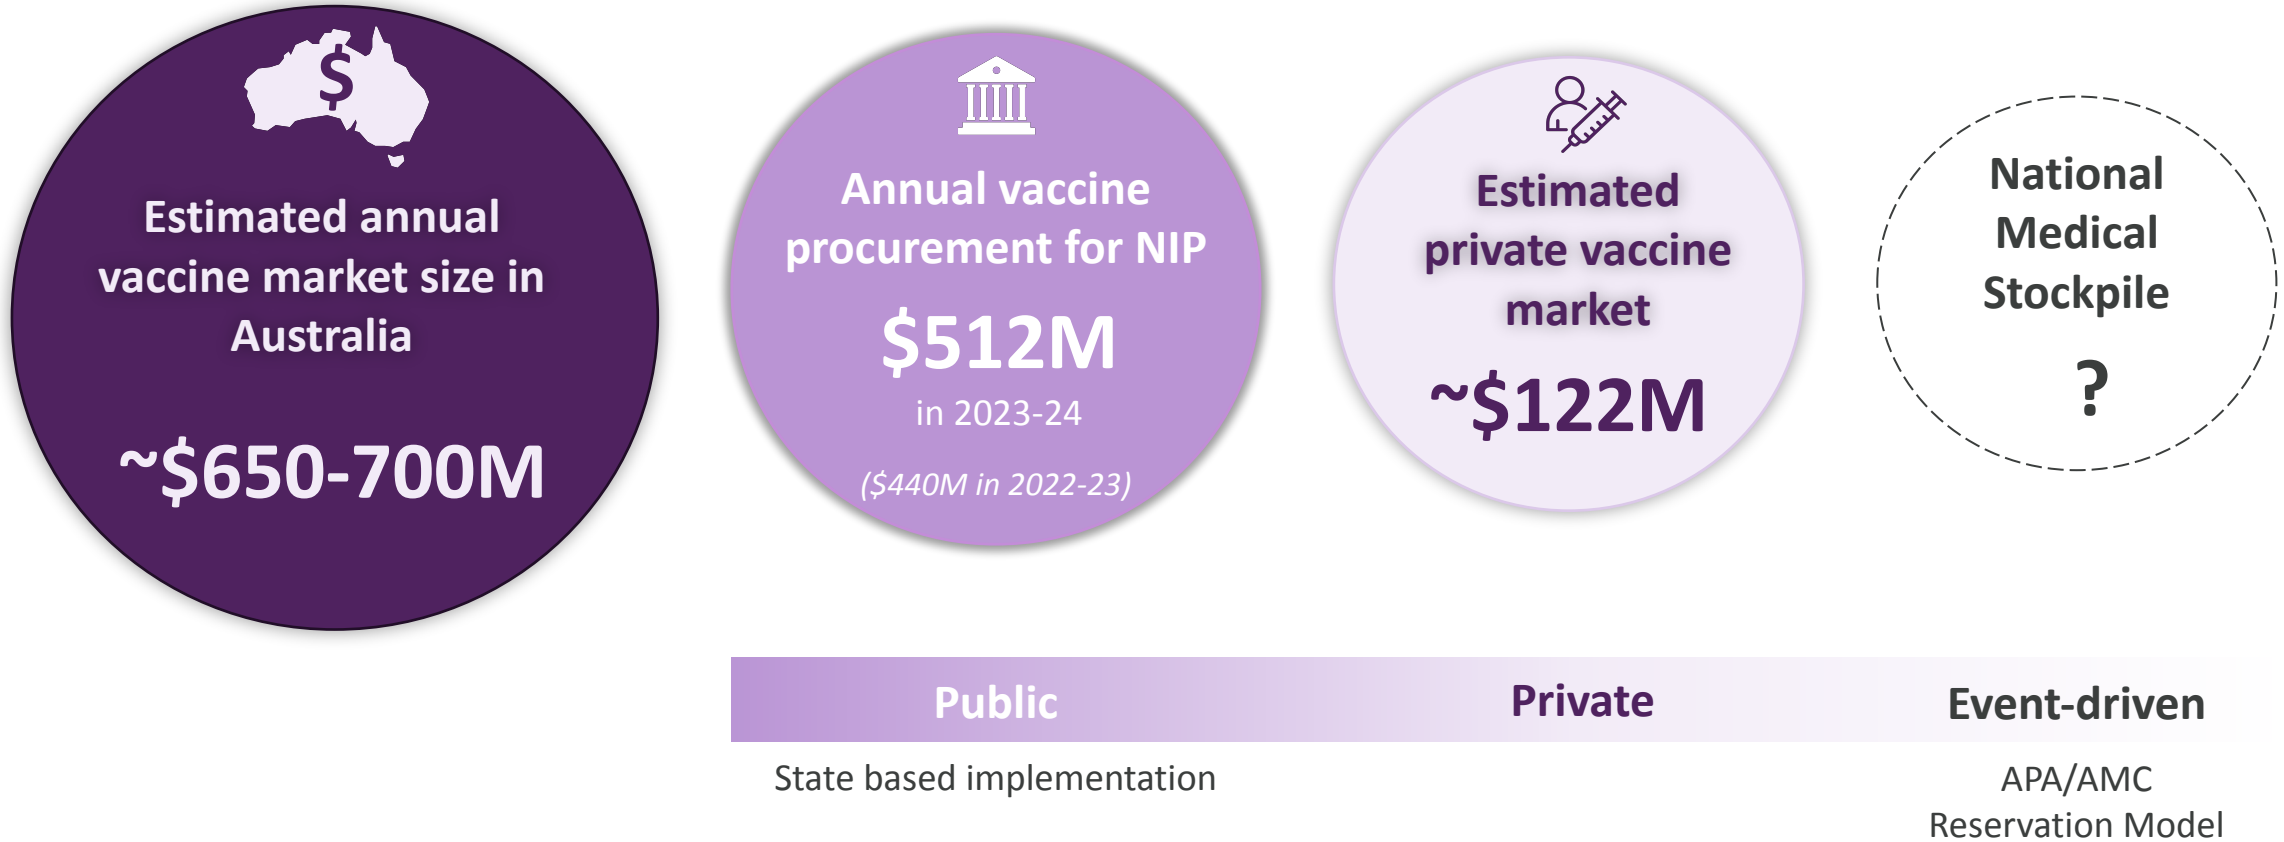 $
Estimated annual
vaccine market size in
Australia
~$650-700M
Annual vaccine
procurement for NIP
$512M
in 2023-24
($440M in 2022-23)
Estimated
private vaccine
market
~$122M
National
Medical
Stockpile
?
Public
Private
Event-driven
State based implementation
APA/AMC
Reservation Model